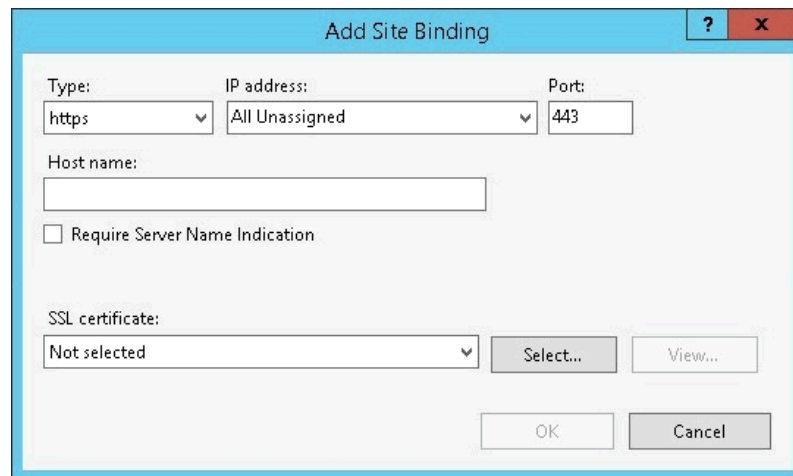 Add Site Binding
? x
Type: IP address: Port:
https All Unassigned 443
Host name:
Require Server Name Indication
SSL certificate:
Not selected Select... View...
OK Cancel